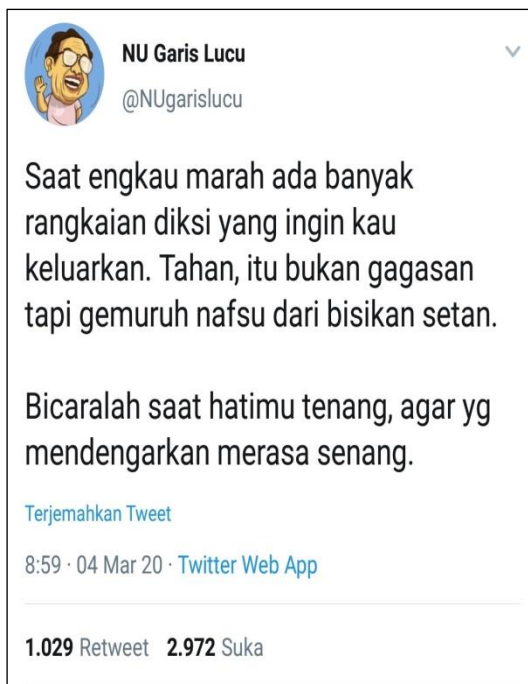 NU Garis Lucu
@NUgarislucu
Saat engkau marah ada banyak
rangkaian diksi yang ingin kau
keluarkan. Tahan, itu bukan gagasan
tapi gemuruh nafsu dari bisikan setan.
Bicaralah saat hatimu tenang, agar yg
mendengarkan merasa senang.
Terjemahkan Tweet
8:59 · 04 Mar 20 · Twitter Web App
1.029 Retweet 2.972 Suka